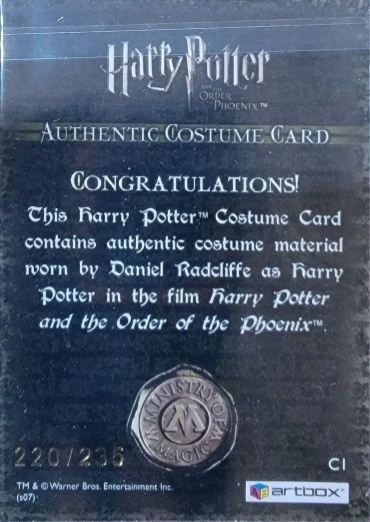 Harry Potter
AND THE
ORDER
OF THE
PHOENIX™
AUTHENTIC COSTUME CARD
CONGRATULATIONS!
This Harry Potter™ Costume Card
contains authentic costume material
worn by Daniel Radcliffe as Harry
Potter in the film Harry Potter
and the Order of the Phoenix™.
MINISTRY OF
M
MAGIC
220/235
C1
TM & © Warner Bros. Entertainment Inc.
(s07)
artbox